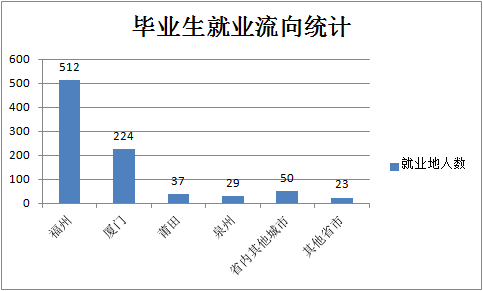 毕业生就业流向统计
600
500
400
300
200
100
0
512
224
37
29
50
23
福州
厦门
莆田
泉州
省内其他城市
其他省市
就业地人数